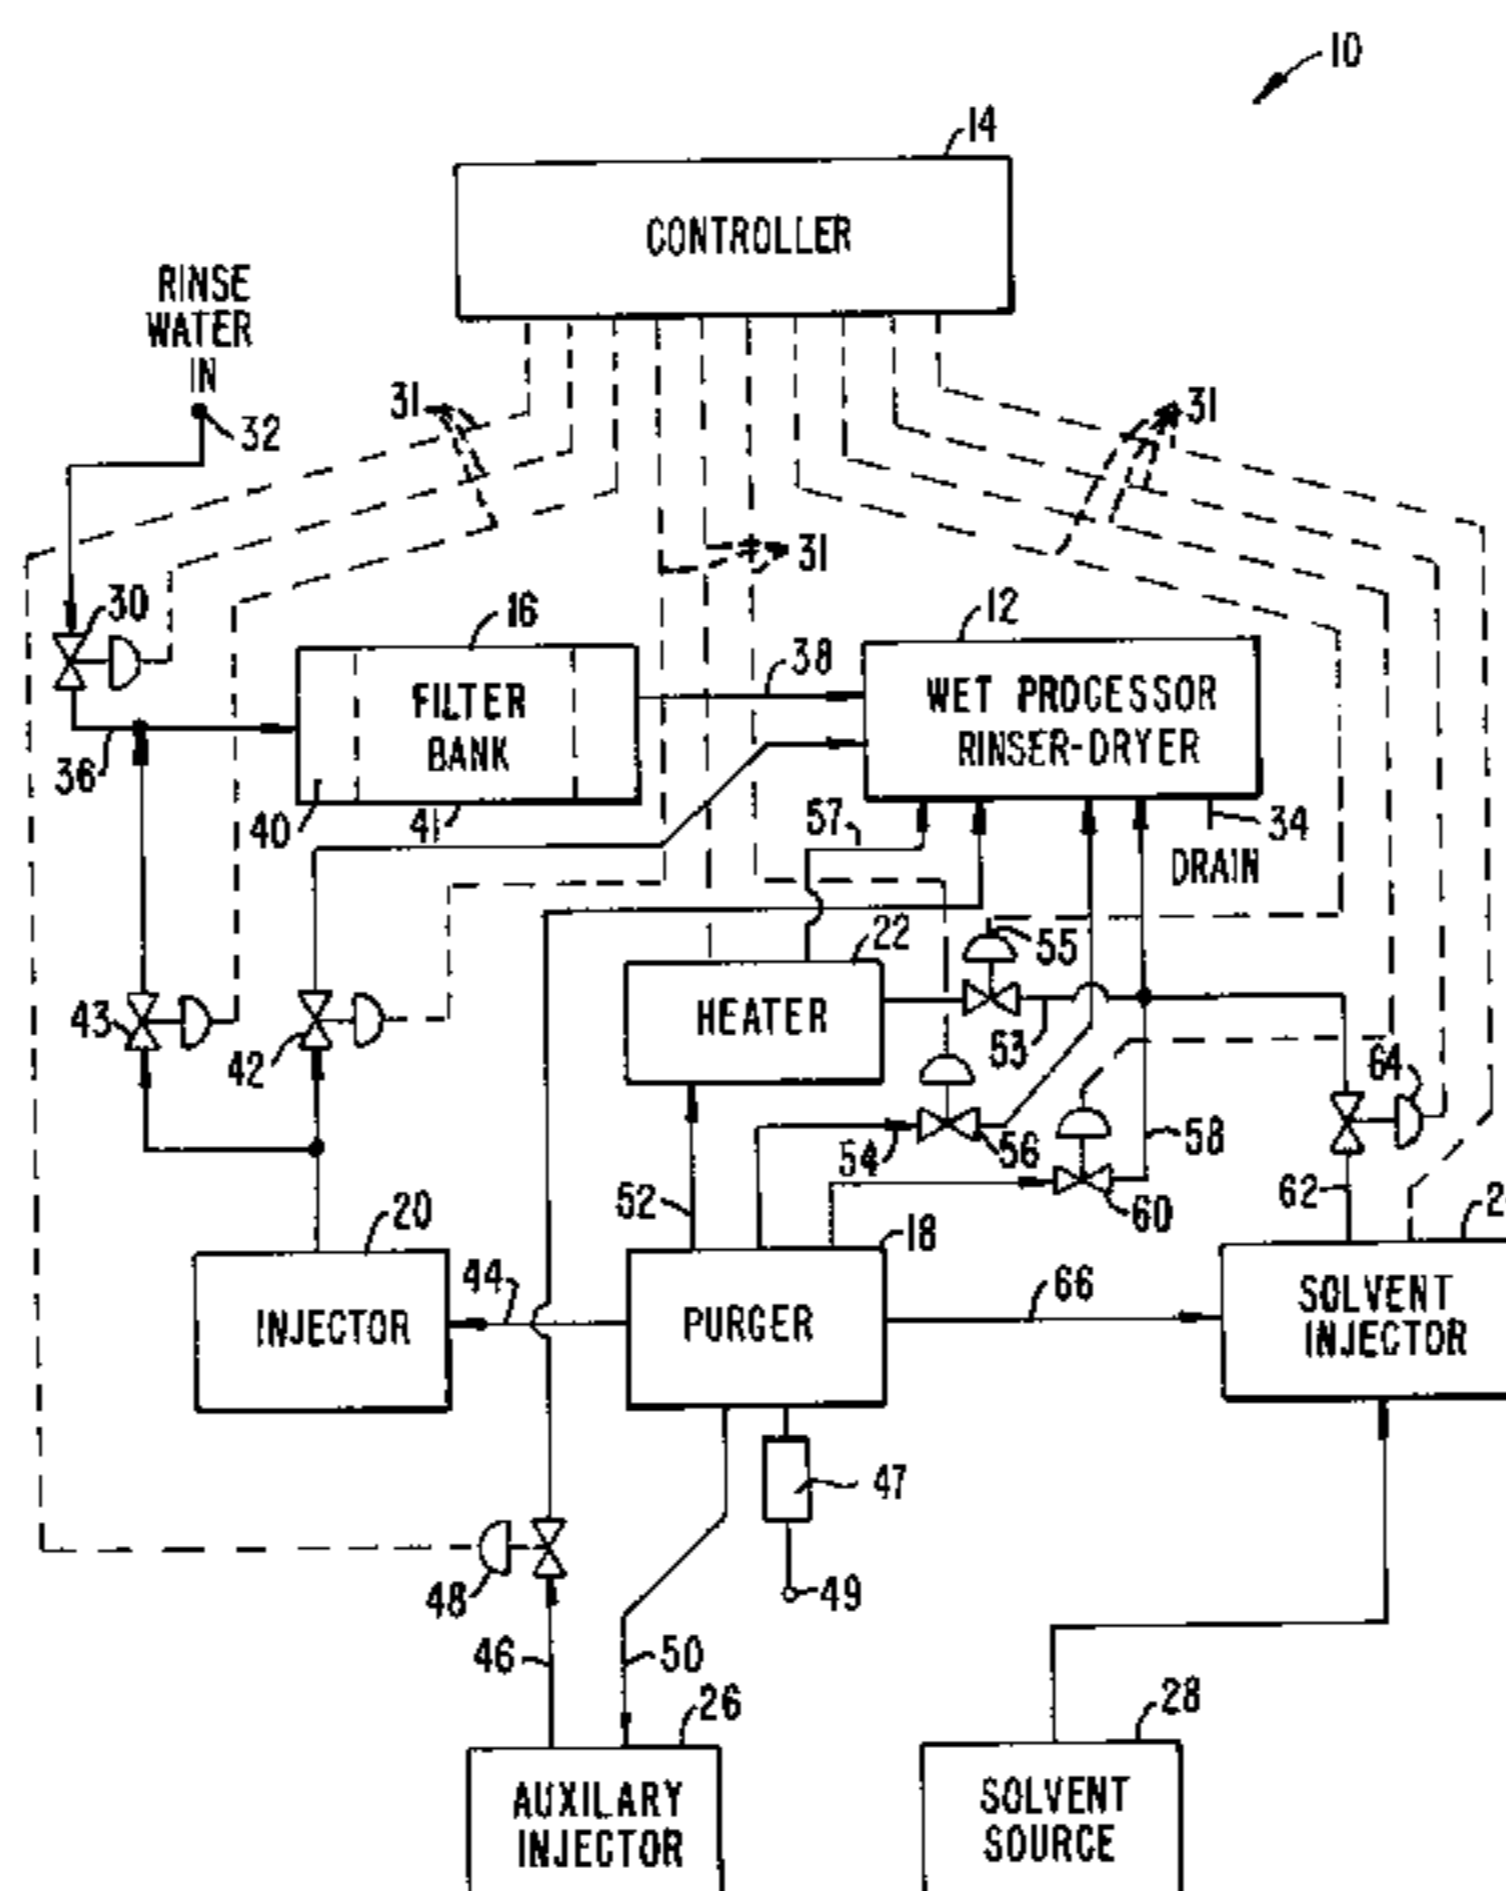 10
14
CONTROLLER
RINSE
WATER
IN
32
31
31
31
30
16
12
38
FILTER
BANK
WET PROCESSOR
RINSER-DRYER
36
40
41
57
34
DRAIN
22
55
HEATER
43
42
53
64
54
56
58
52
60
62
20
18
44
66
INJECTOR
PURGER
SOLVENT
INJECTOR
47
48
49
46
50
26
28
AUXILARY
INJECTOR
SOLVENT
SOURCE